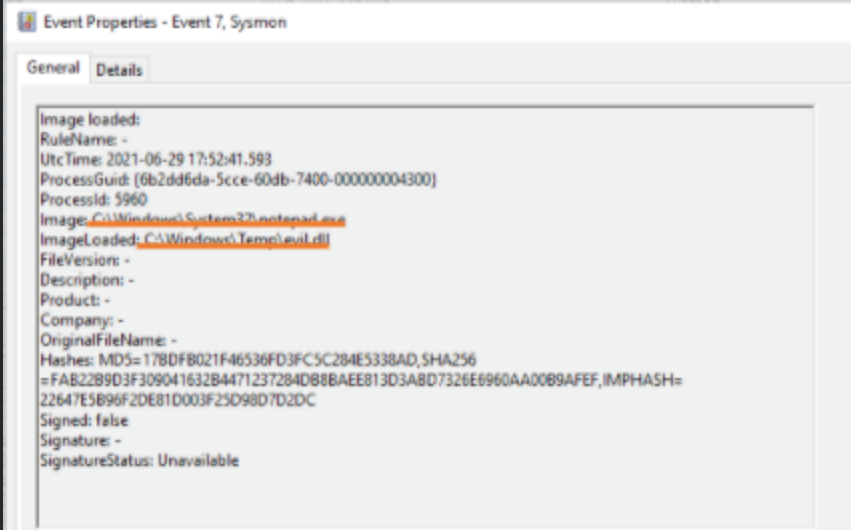 Event Properties - Event 7, Sysmon
General Details
Image loaded:
RuleName: -
UtcTime: 2021-06-29 17:52:41.593
ProcessGuid: {6b2dd6da-5cce-60db-7400-000000004300}
ProcessId: 5960
Image: C:\Windows\System32\notepad.exe
ImageLoaded: C:\Windows\Temp\evil.dll
FileVersion: -
Description: -
Product: -
Company: -
OriginalFileName: -
Hashes: MD5=17BDFB021F46536FD3FC5C284E5338AD,SHA256
=FAB22B9D3F309041632B4471237284DB8BAEE813D3ABD7326E6960AA00B9AFEF,IMPHASH=
22647E5B96F2DE81D003F25D98D7D2DC
Signed: false
Signature: -
SignatureStatus: Unavailable